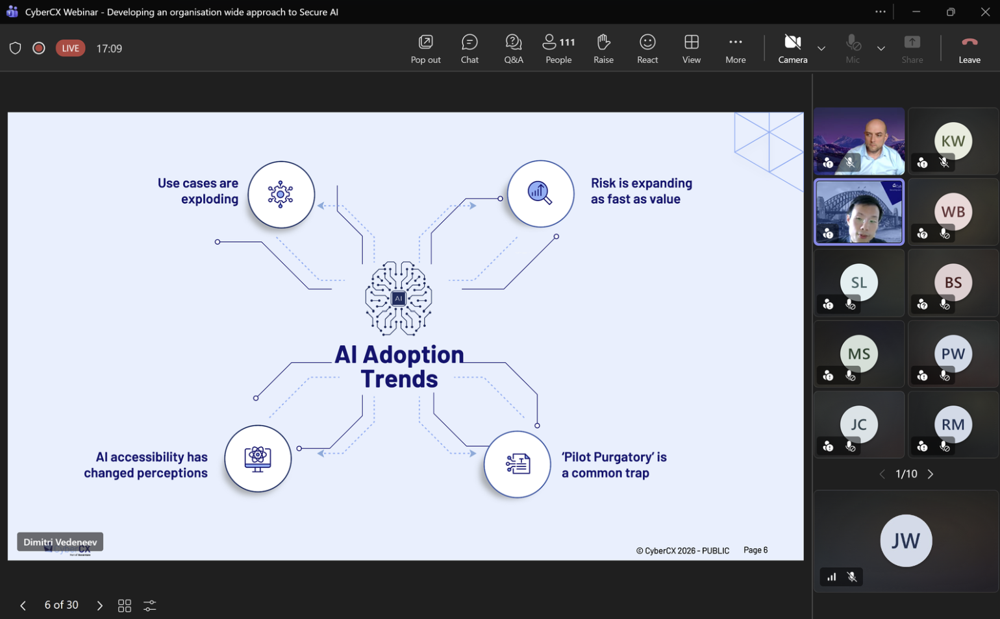 CyberCX Webinar - Developing an organisation wide approach to Secure AI
LIVE
17:09
Pop out
Chat
Q&A
111
People
Raise
React
View
More
Camera
Mic
Share
Leave
Use cases are
exploding
Risk is expanding
as fast as value
AI
AI Adoption
Trends
AI accessibility has
changed perceptions
'Pilot Purgatory' is
a common trap
Dimitri Vedeneev
CyberCX
© CyberCX 2026 - PUBLIC
Page 6
KW
WB
SL
BS
MS
PW
JC
RM
1/10
JW
6 of 30